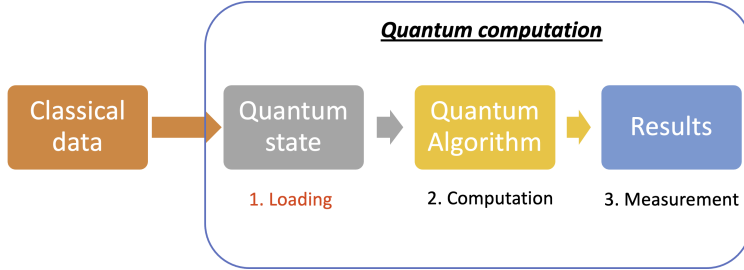 Quantum computation
Classical
data
Quantum
state
Quantum
Algorithm
Results
1. Loading
2. Computation
3. Measurement